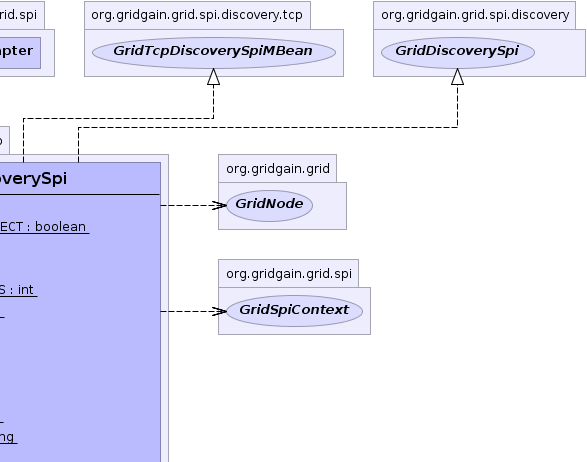 rid.spi
org.gridgain.grid.spi.discovery.tcp
org.gridgain.grid.spi.discovery
pter
GridTcpDiscoverySpiMBean
GridDiscoverySpi
org.gridgain.grid
overySpi
GridNode
ECT : boolean
org.gridgain.grid.spi
S : int
GridSpiContext
ng